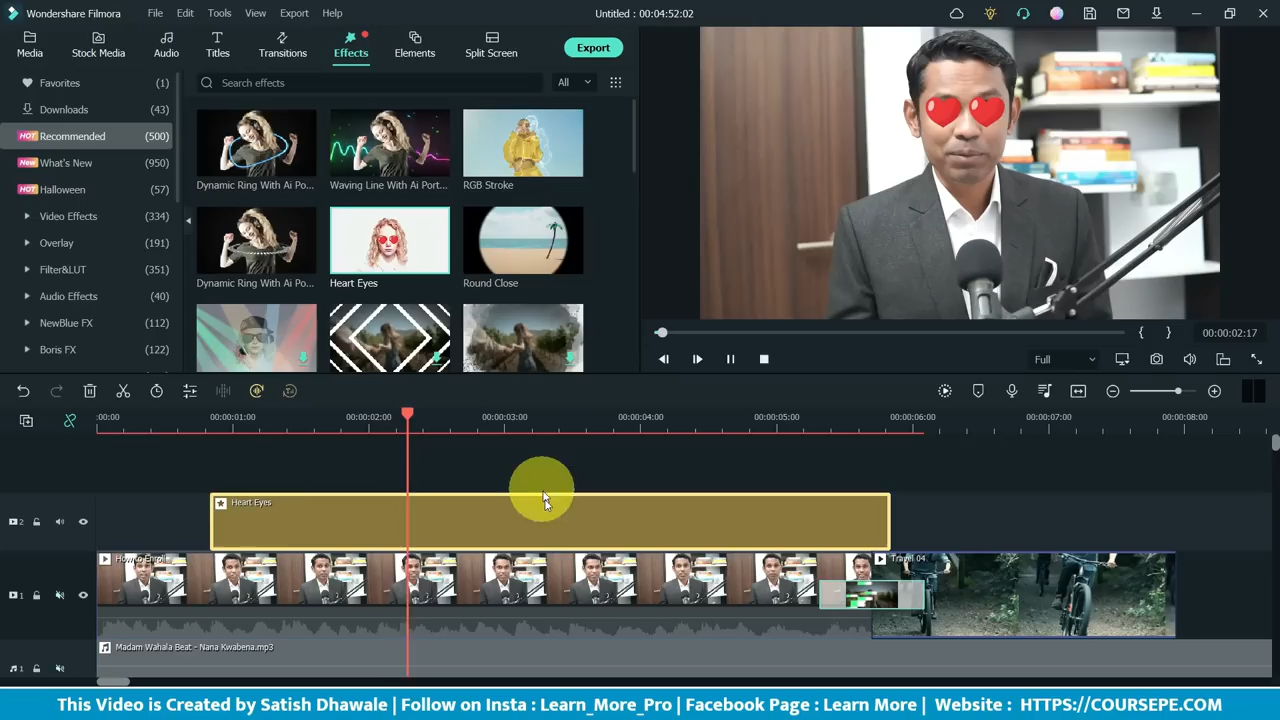 Wondershare Filmora
File
Edit
Tools
View
Export
Help
Untitled : 00:04:52:02
Media
Stock Media
Audio
Titles
Transitions
Effects
Elements
Split Screen
Export
Favorites (1)
Downloads (43)
HOT Recommended (500)
New What's New (950)
HOT Halloween (57)
Video Effects (334)
Overlay (191)
Filter&LUT (351)
Audio Effects (40)
NewBlue FX (112)
Boris FX (122)
Search effects
All
Dynamic Ring With Ai Po...
Waving Line With Ai Port...
RGB Stroke
Dynamic Ring With Ai Po...
Heart Eyes
Round Close
00:00:02:17
Full
:00:00
00:00:01:00
00:00:02:00
00:00:03:00
00:00:04:00
00:00:05:00
00:00:06:00
00:00:07:00
00:00:08:00
2
Heart Eyes
1
How to Enroll
Travel 04
1
Madam Wahala Beat - Nana Kwabena.mp3
This Video is Created by Satish Dhawale | Follow on Insta : Learn_More_Pro | Facebook Page : Learn More | Website : HTTPS://COURSEPE.COM